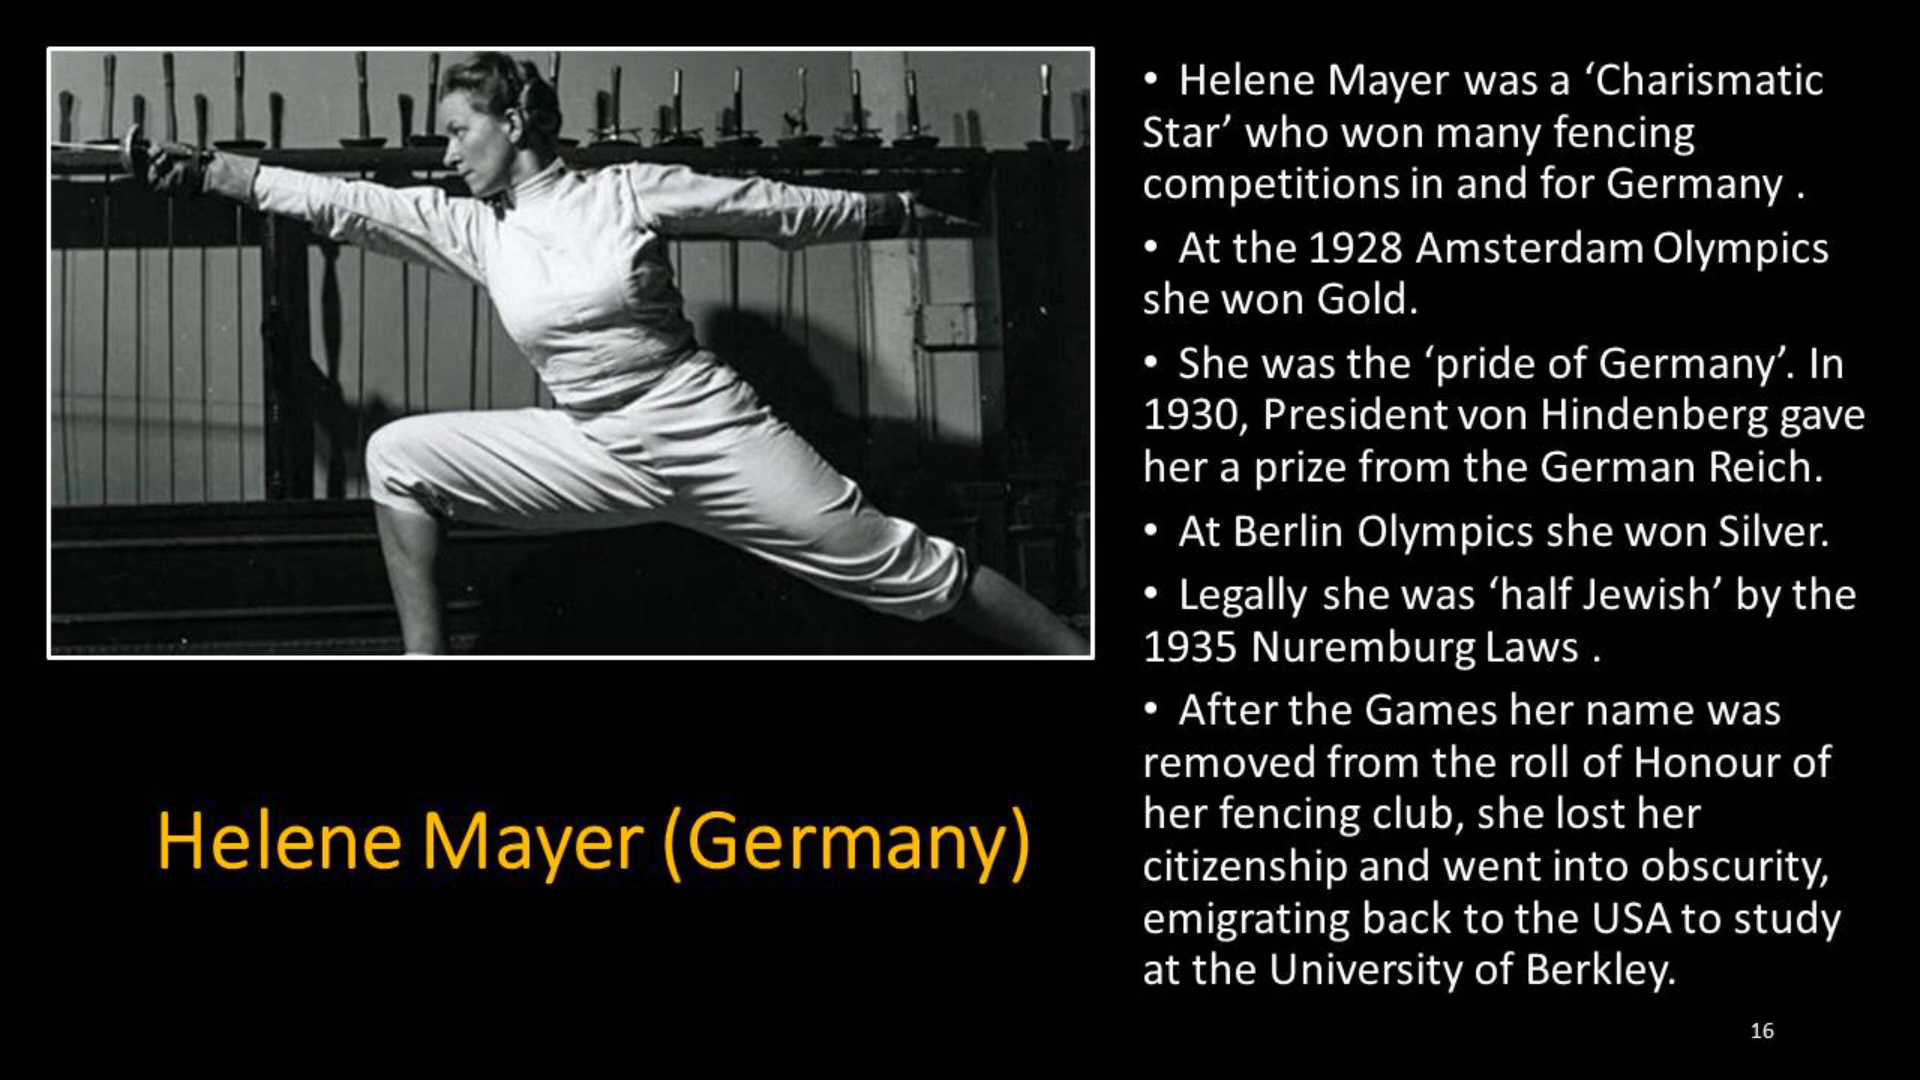 • Helene Mayer was a ‘Charismatic
Star’ who won many fencing
competitions in and for Germany .
• At the 1928 Amsterdam Olympics
she won Gold.
• She was the ‘pride of Germany’. In
1930, President von Hindenberg gave
her a prize from the German Reich.
• At Berlin Olympics she won Silver.
• Legally she was ‘half Jewish’ by the
1935 Nuremburg Laws .
• After the Games her name was
removed from the roll of Honour of
her fencing club, she lost her
citizenship and went into obscurity,
emigrating back to the USA to study
at the University of Berkley.
Helene Mayer (Germany)
16